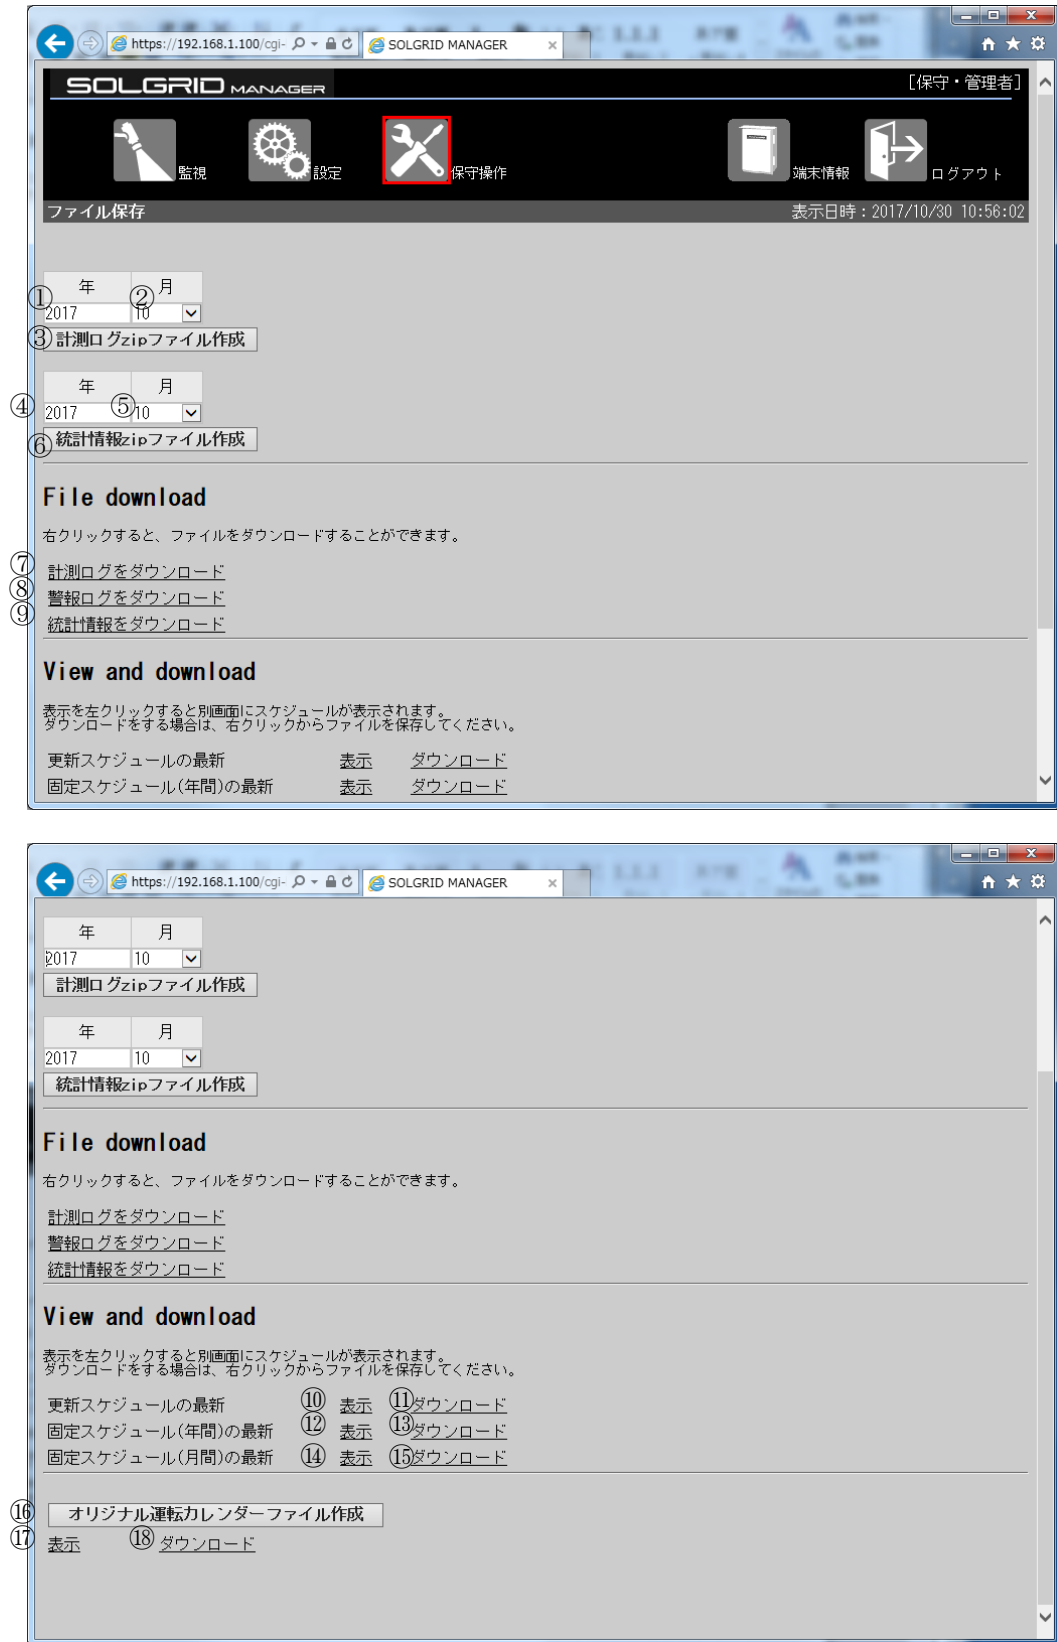 https://192.168.1.100/cgi- SOLGRID MANAGER
SOLGRID MANAGER [保守・管理者]
監視 設定 保守操作 端末情報 ログアウト
ファイル保存 表示日時：2017/10/30 10:56:02
年 月
① 2017 ② 10
③ 計測ログzipファイル作成
年 月
④ 2017 ⑤ 10
⑥ 統計情報zipファイル作成
File download
右クリックすると、ファイルをダウンロードすることができます。
⑦ 計測ログをダウンロード
⑧ 警報ログをダウンロード
⑨ 統計情報をダウンロード
View and download
表示を左クリックすると別画面にスケジュールが表示されます。
ダウンロードをする場合は、右クリックからファイルを保存してください。
更新スケジュールの最新 表示 ダウンロード
固定スケジュール(年間)の最新 表示 ダウンロード
https://192.168.1.100/cgi- SOLGRID MANAGER
年 月
2017 10
計測ログzipファイル作成
年 月
2017 10
統計情報zipファイル作成
File download
右クリックすると、ファイルをダウンロードすることができます。
計測ログをダウンロード
警報ログをダウンロード
統計情報をダウンロード
View and download
表示を左クリックすると別画面にスケジュールが表示されます。
ダウンロードをする場合は、右クリックからファイルを保存してください。
更新スケジュールの最新 ⑩ 表示 ⑪ ダウンロード
固定スケジュール(年間)の最新 ⑫ 表示 ⑬ ダウンロード
固定スケジュール(月間)の最新 ⑭ 表示 ⑮ ダウンロード
⑯ オリジナル運転カレンダーファイル作成
⑰ 表示 ⑱ ダウンロード